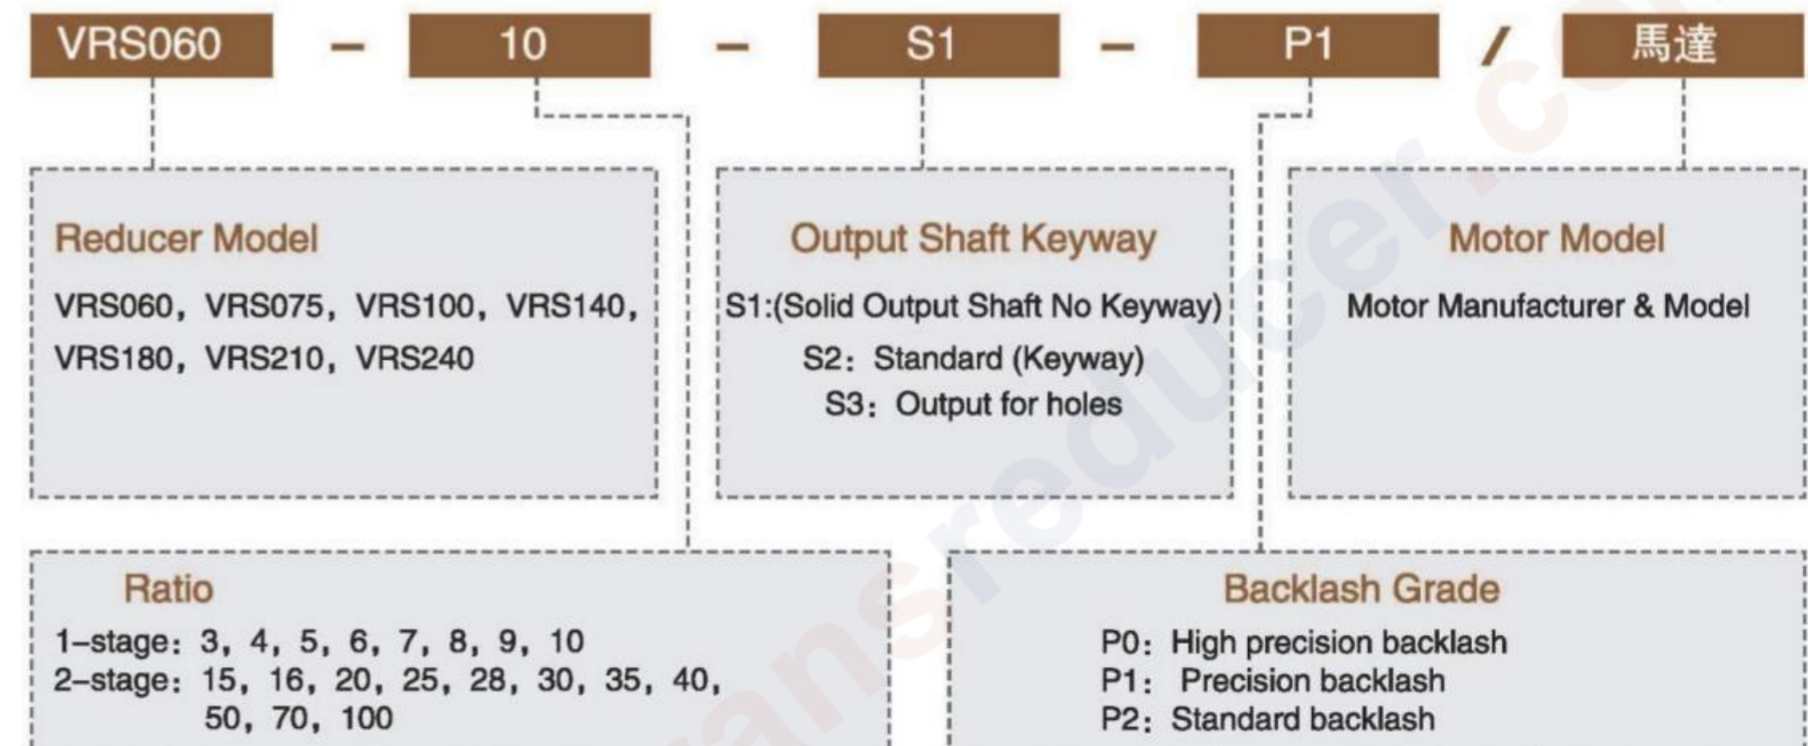 VRS060 – 10 – S1 – P1 / 馬達
Reducer Model
VRS060, VRS075, VRS100, VRS140,
VRS180, VRS210, VRS240
Output Shaft Keyway
S1:(Solid Output Shaft No Keyway)
S2: Standard (Keyway)
S3: Output for holes
Motor Model
Motor Manufacturer & Model
Ratio
1–stage: 3, 4, 5, 6, 7, 8, 9, 10
2–stage: 15, 16, 20, 25, 28, 30, 35, 40,
50, 70, 100
Backlash Grade
P0: High precision backlash
P1: Precision backlash
P2: Standard backlash